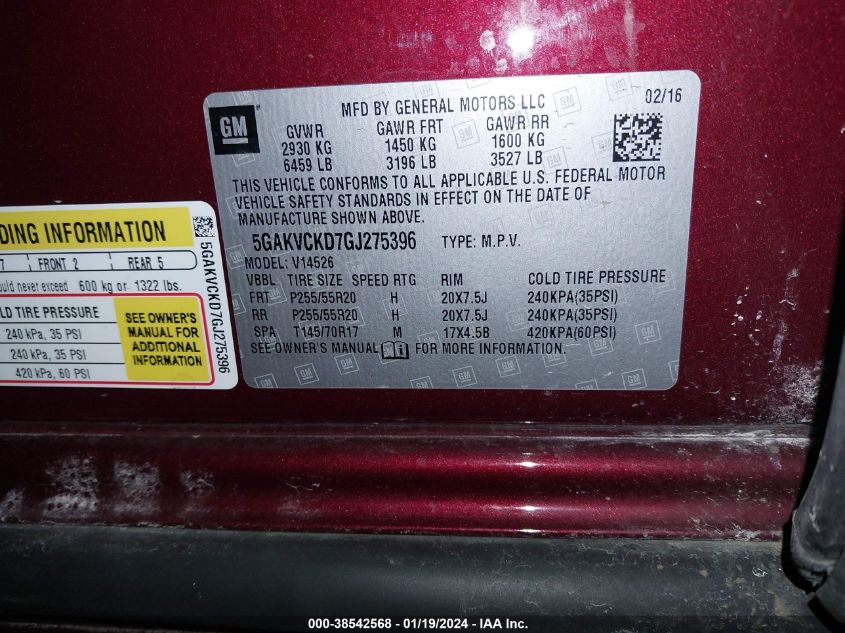 GM
MFD BY GENERAL MOTORS LLC
02/16
GVWR GAWR FRT GAWR RR
2930 KG 1450 KG 1600 KG
6459 LB 3196 LB 3527 LB
THIS VEHICLE CONFORMS TO ALL APPLICABLE U.S. FEDERAL MOTOR
VEHICLE SAFETY STANDARDS IN EFFECT ON THE DATE OF
MANUFACTURE SHOWN ABOVE.
5GAKVCKD7GJ275396 TYPE: M.P.V.
MODEL: V14526
VBBL TIRE SIZE SPEED RTG RIM COLD TIRE PRESSURE
FRT P255/55R20 H 20X7.5J 240KPA(35PSI)
RR P255/55R20 H 20X7.5J 240KPA(35PSI)
SPA T145/70R17 M 17X4.5B 420KPA(60PSI)
SEE OWNER'S MANUAL FOR MORE INFORMATION.
DING INFORMATION
7 FRONT 2 REAR 5
ould never exceed 600 kg or 1322 lbs.
LD TIRE PRESSURE
240 kPa, 35 PSI
240 kPa, 35 PSI
420 kPa, 60 PSI
SEE OWNER'S
MANUAL FOR
ADDITIONAL
INFORMATION
5GAKVCKD7GJ275396
000-38542568 - 01/19/2024 - IAA Inc.